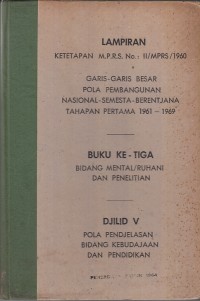 LAMPIRAN
KETETAPAN M.P.R.S. No. : II/MPRS/1960
GARIS-GARIS BESAR
POLA PEMBANGUNAN
NASIONAL-SEMESTA-BERENTJANA
TAHAPAN PERTAMA 1961 - 1969
BUKU KE-TIGA
BIDANG MENTAL/RUHANI
DAN PENELITIAN
DJILID V
POLA PENDJELASAN
BIDANG KEBUDAJAAN
DAN PENDIDIKAN